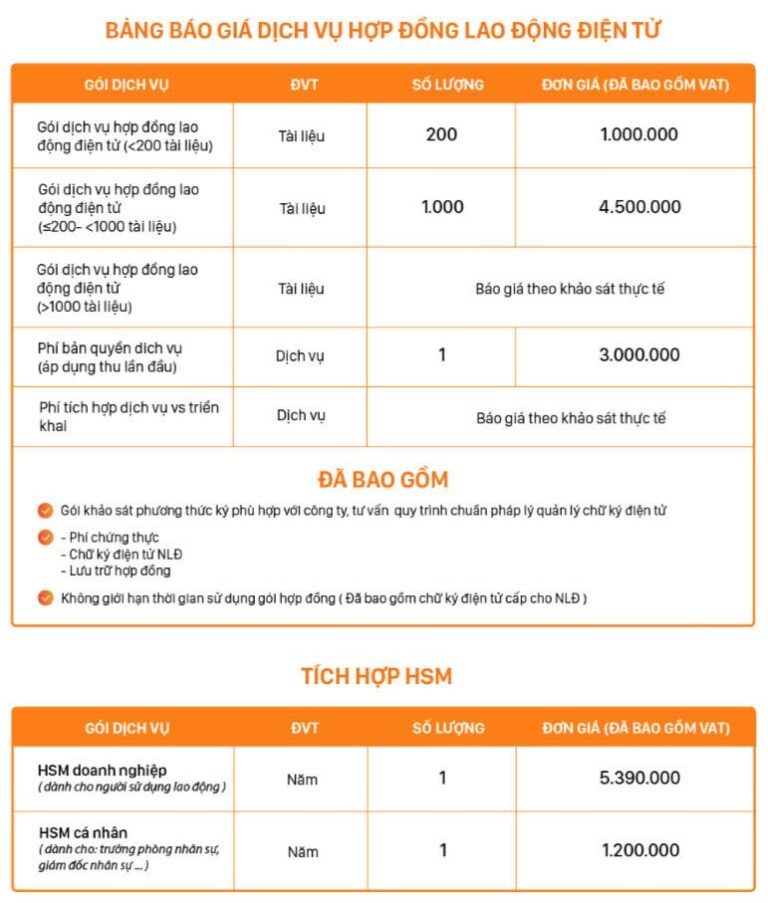 BẢNG BÁO GIÁ DỊCH VỤ HỢP ĐỒNG LAO ĐỘNG ĐIỆN TỬ
GÓI DỊCH VỤ ĐVT SỐ LƯỢNG ĐƠN GIÁ (ĐÃ BAO GỒM VAT)
Gói dịch vụ hợp đồng lao
động điện tử (<200 tài liệu)
Tài liệu
200
1.000.000
Gói dịch vụ hợp đồng lao
động điện tử
(≤200- <1000 tài liệu)
Tài liệu
1.000
4.500.000
Gói dịch vụ hợp đồng lao
động điện tử
(>1000 tài liệu)
Tài liệu
Báo giá theo khảo sát thực tế
Phí bản quyền dich vụ
(áp dụng thu lần đầu)
Dịch vụ
1
3.000.000
Phí tích hợp dịch vụ vs triển
khai
Dịch vụ
Báo giá theo khảo sát thực tế
ĐÃ BAO GỒM
Gói khảo sát phương thức ký phù hợp với công ty, tư vấn quy trình chuẩn pháp lý quản lý chữ ký điện tử
- Phí chứng thực
- Chữ ký điện tử NLĐ
- Lưu trữ hợp đồng
Không giới hạn thời gian sử dụng gói hợp đồng ( Đã bao gồm chữ ký điện tử cấp cho NLĐ )
TÍCH HỢP HSM
GÓI DỊCH VỤ ĐVT SỐ LƯỢNG ĐƠN GIÁ (ĐÃ BAO GỒM VAT)
HSM doanh nghiệp
( dành cho người sử dụng lao động )
Năm
1
5.390.000
HSM cá nhân
( dành cho: trưởng phòng nhân sự,
giám đốc nhân sự ... )
Năm
1
1.200.000